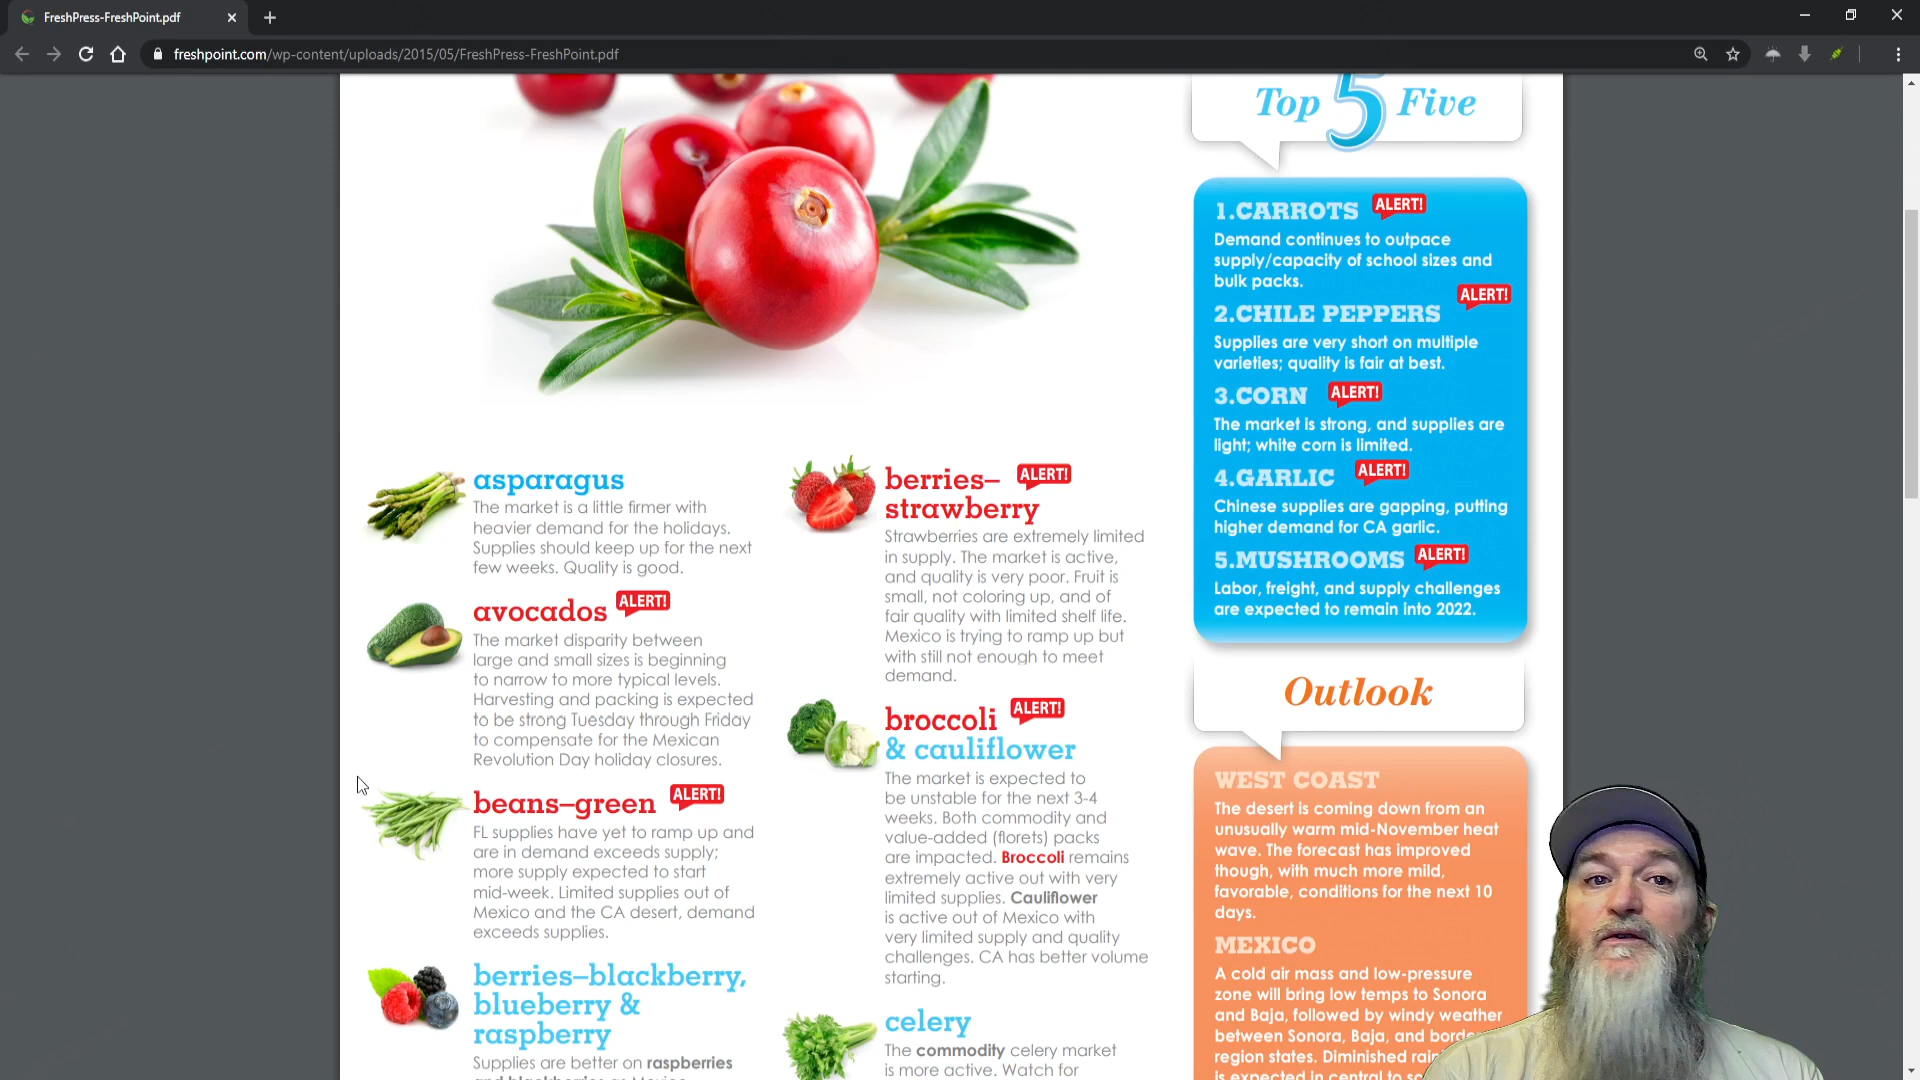 FreshPress-FreshPoint.pdf
freshpoint.com/wp-content/uploads/2015/05/FreshPress-FreshPoint.pdf
Top 5 Five
1.CARROTS ALERT!
Demand continues to outpace
supply/capacity of school sizes and
bulk packs.
ALERT!
2.CHILE PEPPERS
Supplies are very short on multiple
varieties; quality is fair at best.
3.CORN ALERT!
The market is strong, and supplies are
light; white corn is limited.
4.GARLIC ALERT!
Chinese supplies are gapping, putting
higher demand for CA garlic.
5.MUSHROOMS ALERT!
Labor, freight, and supply challenges
are expected to remain into 2022.
asparagus
The market is a little firmer with
heavier demand for the holidays.
Supplies should keep up for the next
few weeks. Quality is good.
avocados ALERT!
The market disparity between
large and small sizes is beginning
to narrow to more typical levels.
Harvesting and packing is expected
to be strong Tuesday through Friday
to compensate for the Mexican
Revolution Day holiday closures.
beans–green ALERT!
FL supplies have yet to ramp up and
are in demand exceeds supply;
more supply expected to start
mid-week. Limited supplies out of
Mexico and the CA desert, demand
exceeds supplies.
berries–blackberry,
blueberry &
raspberry
Supplies are better on raspberries
berries– ALERT!
strawberry
Strawberries are extremely limited
in supply. The market is active,
and quality is very poor. Fruit is
small, not coloring up, and of
fair quality with limited shelf life.
Mexico is trying to ramp up but
with still not enough to meet
demand.
broccoli ALERT!
& cauliflower
The market is expected to
be unstable for the next 3-4
weeks. Both commodity and
value-added (florets) packs
are impacted. Broccoli remains
extremely active out with very
limited supplies. Cauliflower
is active out of Mexico with
very limited supply and quality
challenges. CA has better volume
starting.
celery
The commodity celery market
is more active. Watch for
Outlook
WEST COAST
The desert is coming down from an
unusually warm mid-November heat
wave. The forecast has improved
though, with much more mild,
favorable, conditions for the next 10
days.
MEXICO
A cold air mass and low-pressure
zone will bring low temps to Sonora
and Baja, followed by windy weather
between Sonora, Baja, and border
region states. Diminished
is expected in central to